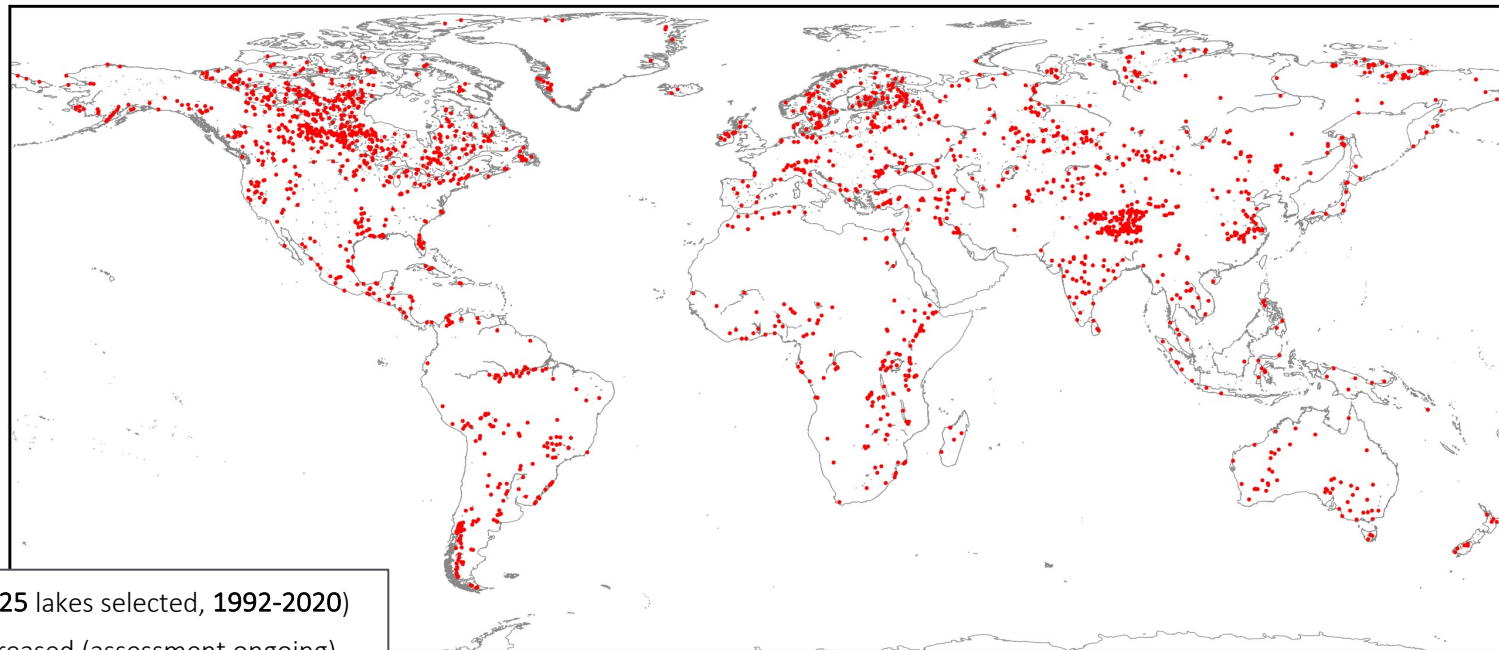 25 lakes selected, 1992-2020)
reased (assessment ongoing)